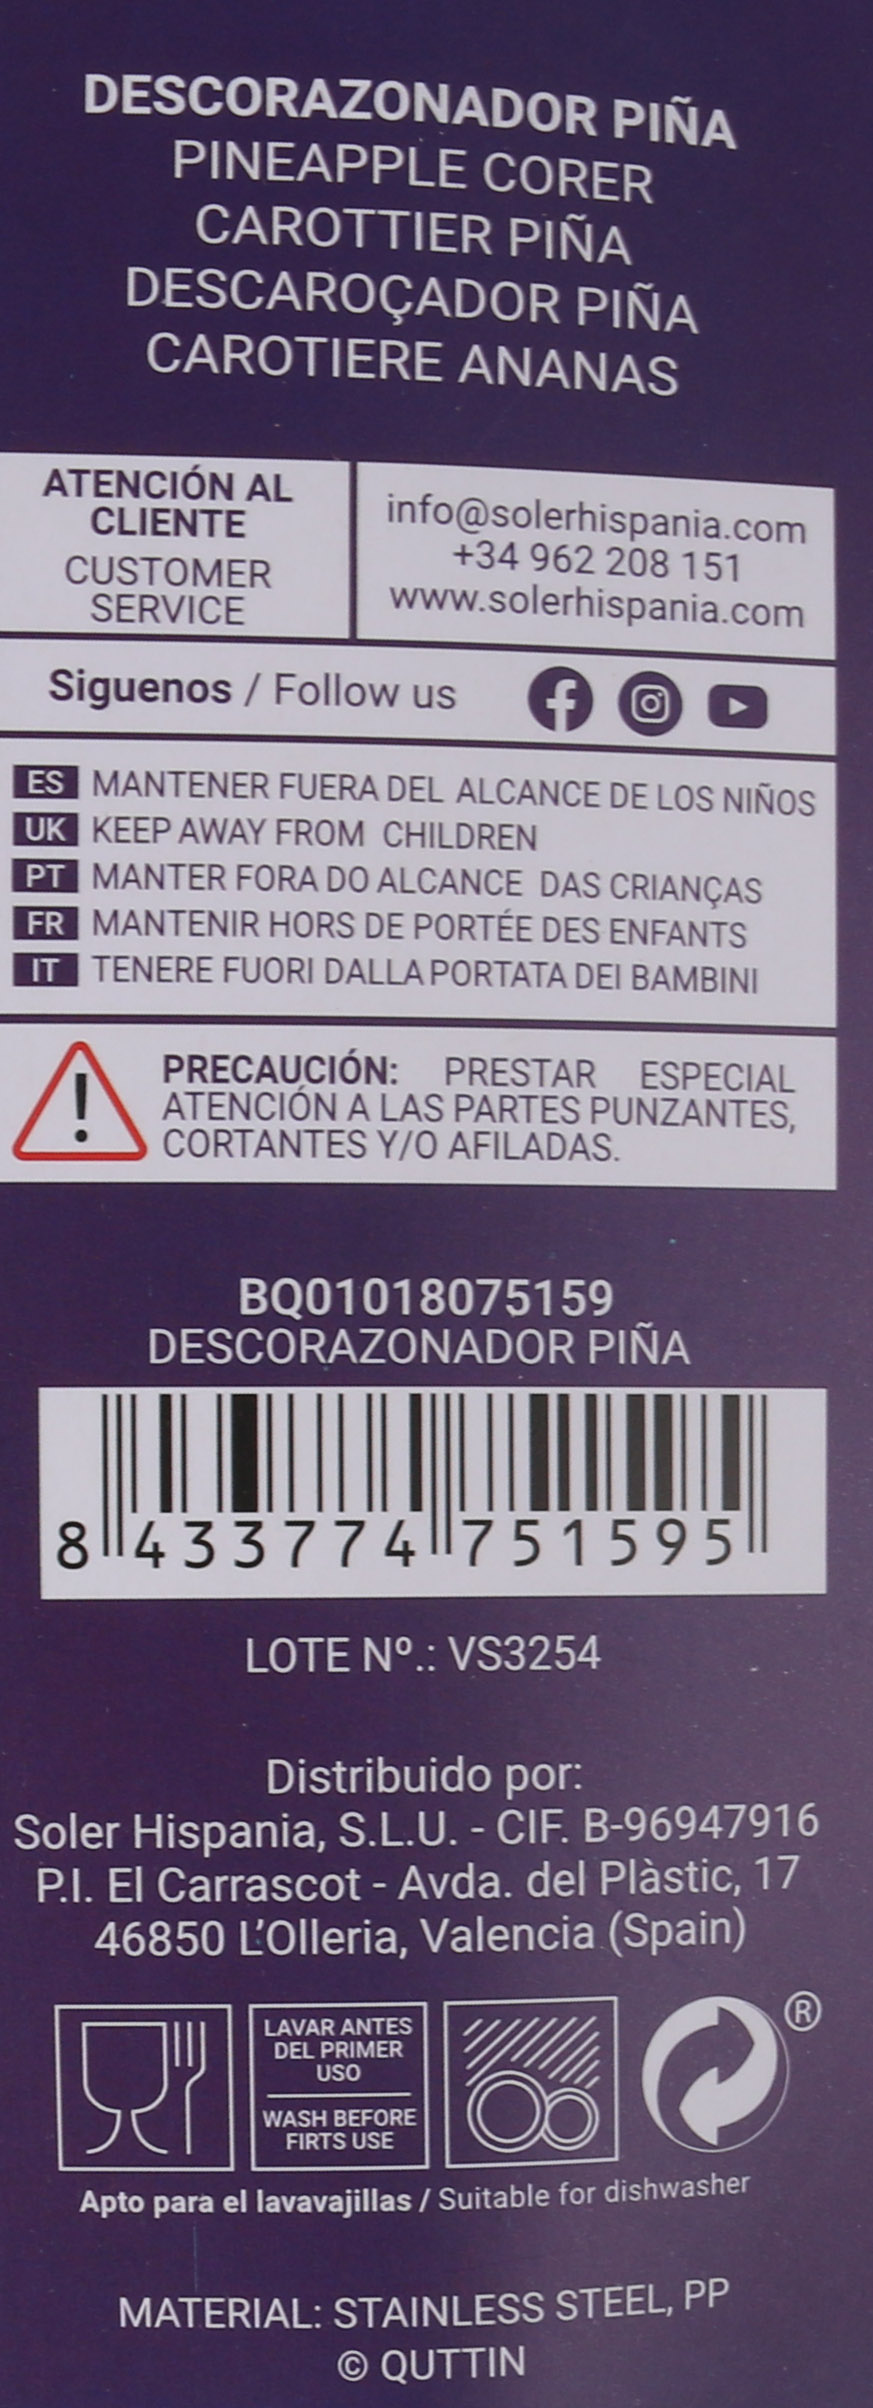 DESCORAZONADOR PIÑA
PINEAPPLE CORER
CAROTTIER PIÑA
DESCAROÇADOR PIÑA
CAROTIERE ANANAS
ATENCIÓN AL
CLIENTE
CUSTOMER
SERVICE
info@solerhispania.com
+34 962 208 151
www.solerhispania.com
Siguenos / Follow us
ES MANTENER FUERA DEL ALCANCE DE LOS NIÑOS
UK KEEP AWAY FROM CHILDREN
PT MANTER FORA DO ALCANCE DAS CRIANÇAS
FR MANTENIR HORS DE PORTÉE DES ENFANTS
IT TENERE FUORI DALLA PORTATA DEI BAMBINI
PRECAUCIÓN: PRESTAR ESPECIAL
ATENCIÓN A LAS PARTES PUNZANTES,
CORTANTES Y/O AFILADAS.
BQ01018075159
DESCORAZONADOR PIÑA
8 433774 751595
LOTE Nº.: VS3254
Distribuido por:
Soler Hispania, S.L.U. - CIF. B-96947916
P.I. El Carrascot - Avda. del Plàstic, 17
46850 L'Olleria, Valencia (Spain)
LAVAR ANTES
DEL PRIMER
USO
WASH BEFORE
FIRTS USE
®
Apto para el lavavajillas / Suitable for dishwasher
MATERIAL: STAINLESS STEEL, PP
© QUTTIN